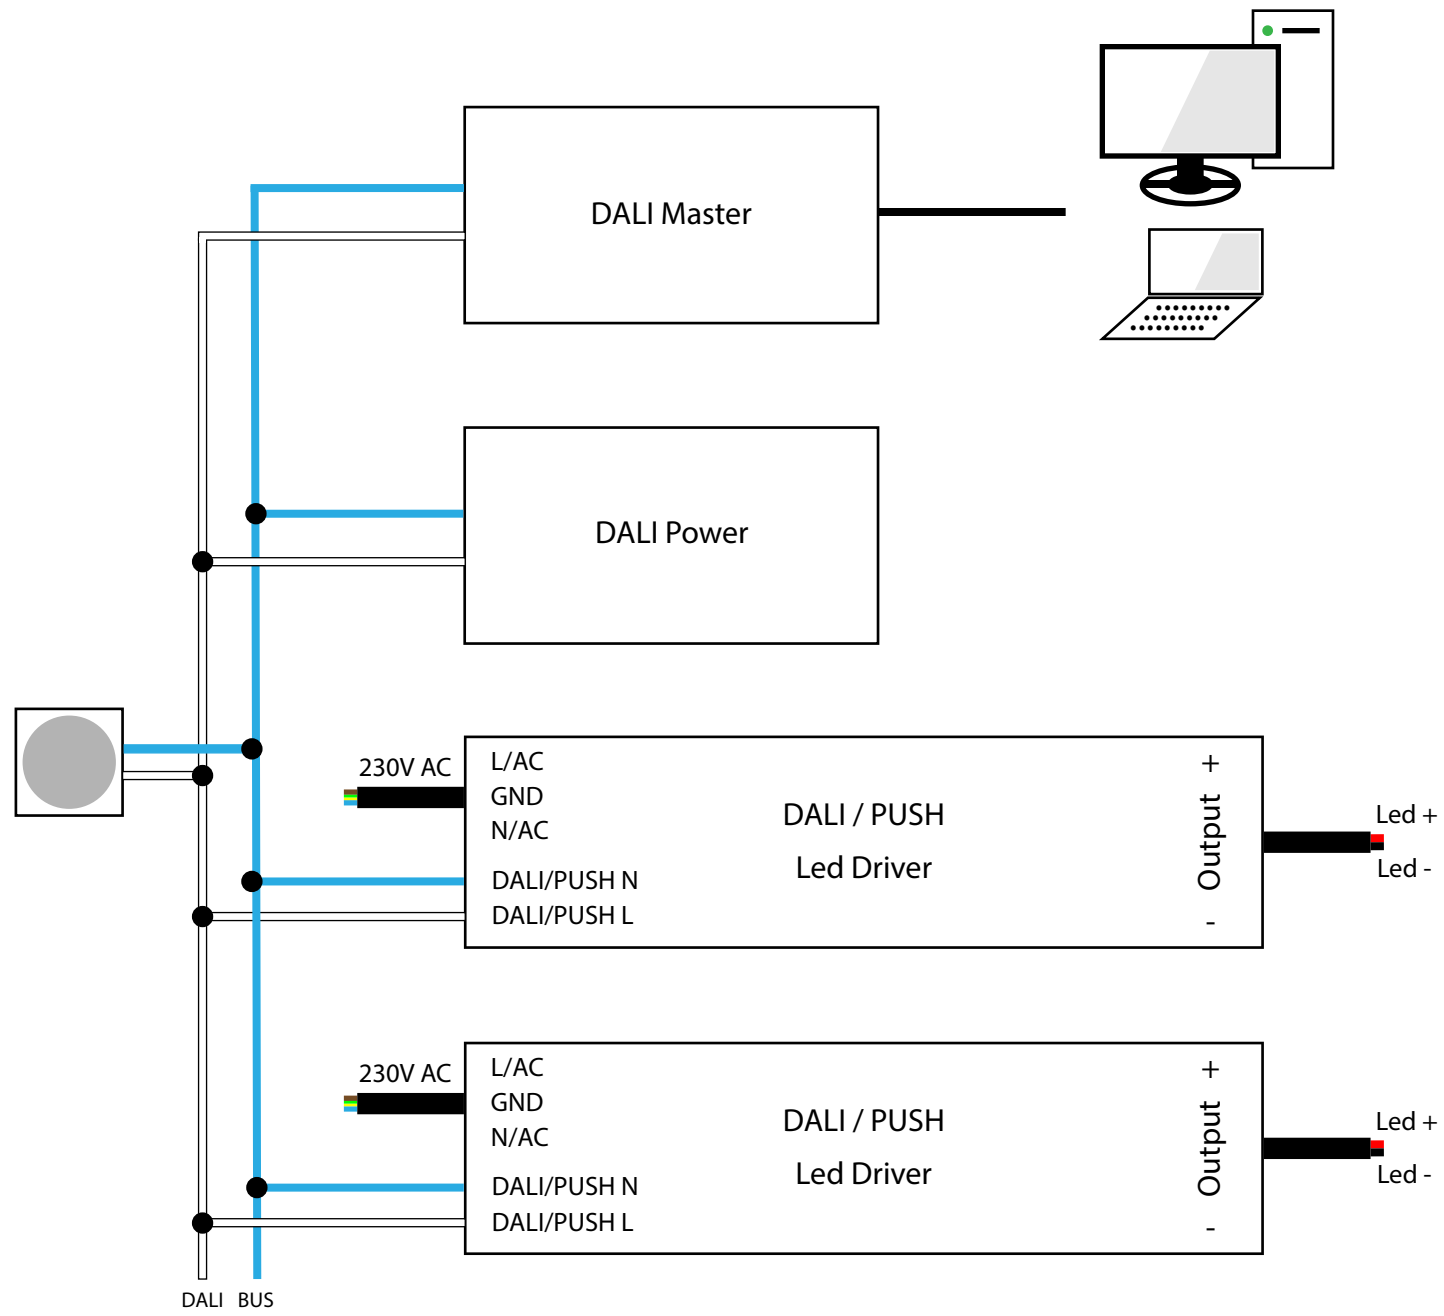 DALI Master
DALI Power
230V AC
L/AC
GND
N/AC
DALI/PUSH N
DALI/PUSH L
DALI / PUSH
Led Driver
+
Output
-
Led +
Led -
230V AC
L/AC
GND
N/AC
DALI/PUSH N
DALI/PUSH L
DALI / PUSH
Led Driver
+
Output
-
Led +
Led -
DALI BUS